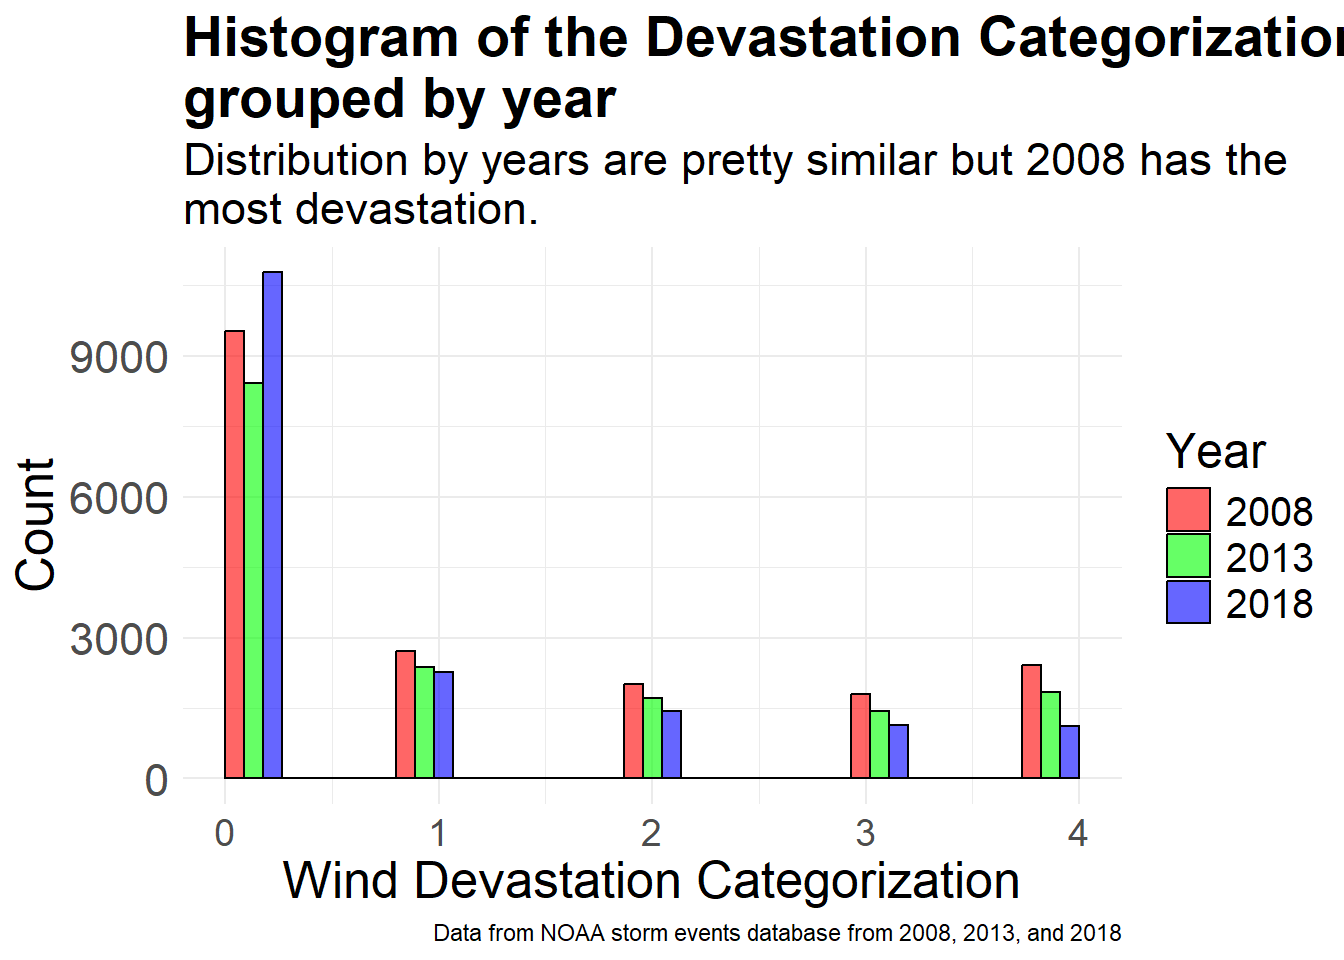 Histogram of the Devastation Categorization
grouped by year
Distribution by years are pretty similar but 2008 has the
most devastation.
9000
6000
3000
0
Count
0 1 2 3 4
Wind Devastation Categorization
Year
2008
2013
2018
Data from NOAA storm events database from 2008, 2013, and 2018